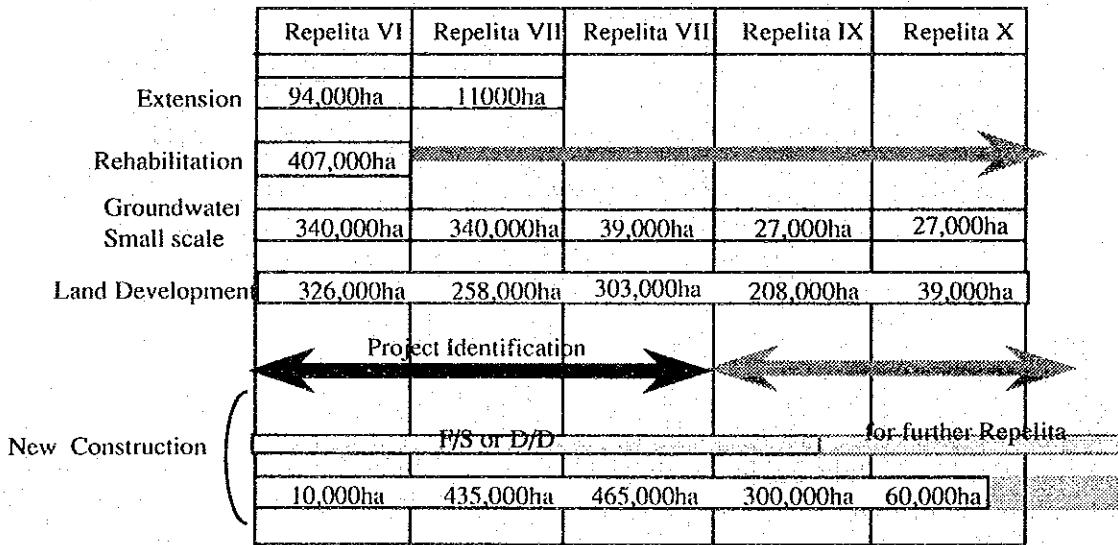 Repelita VI Repelita VII Repelita VII Repelita IX Repelita X
Extension 94,000ha 11000ha
Rehabilitation 407,000ha
Groundwater
Small scale 340,000ha 340,000ha 39,000ha 27,000ha 27,000ha
Land Development 326,000ha 258,000ha 303,000ha 208,000ha 39,000ha
Project Identification
New Construction F/S or D/D for further Repelita
10,000ha 435,000ha 465,000ha 300,000ha 60,000ha